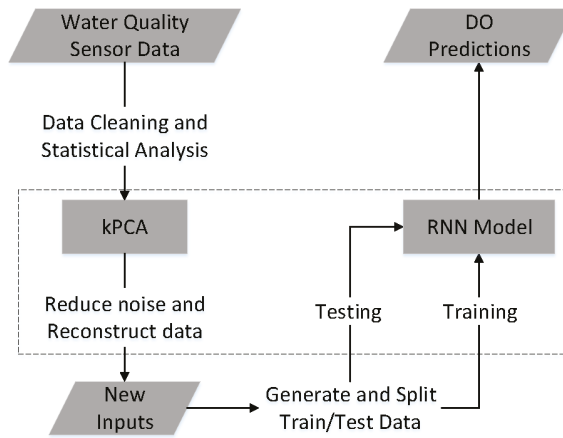 Water Quality
Sensor Data
DO
Predictions
Data Cleaning and
Statistical Analysis
kPCA
RNN Model
Reduce noise and
Reconstruct data
Testing
Training
New
Inputs
Generate and Split
Train/Test Data